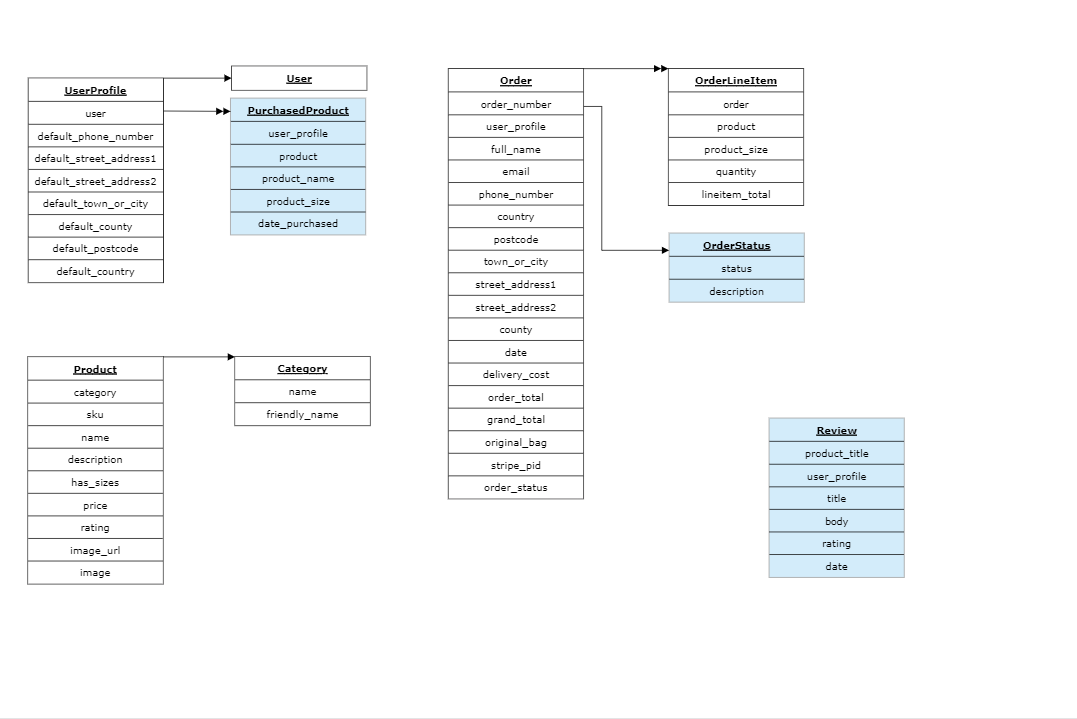 UserProfile
user
default_phone_number
default_street_address1
default_street_address2
default_town_or_city
default_county
default_postcode
default_country
User
PurchasedProduct
user_profile
product
product_name
product_size
date_purchased
Product
category
sku
name
description
has_sizes
price
rating
image_url
image
Category
name
friendly_name
Order
order_number
user_profile
full_name
email
phone_number
country
postcode
town_or_city
street_address1
street_address2
county
date
delivery_cost
order_total
grand_total
original_bag
stripe_pid
order_status
OrderLineItem
order
product
product_size
quantity
lineitem_total
OrderStatus
status
description
Review
product_title
user_profile
title
body
rating
date